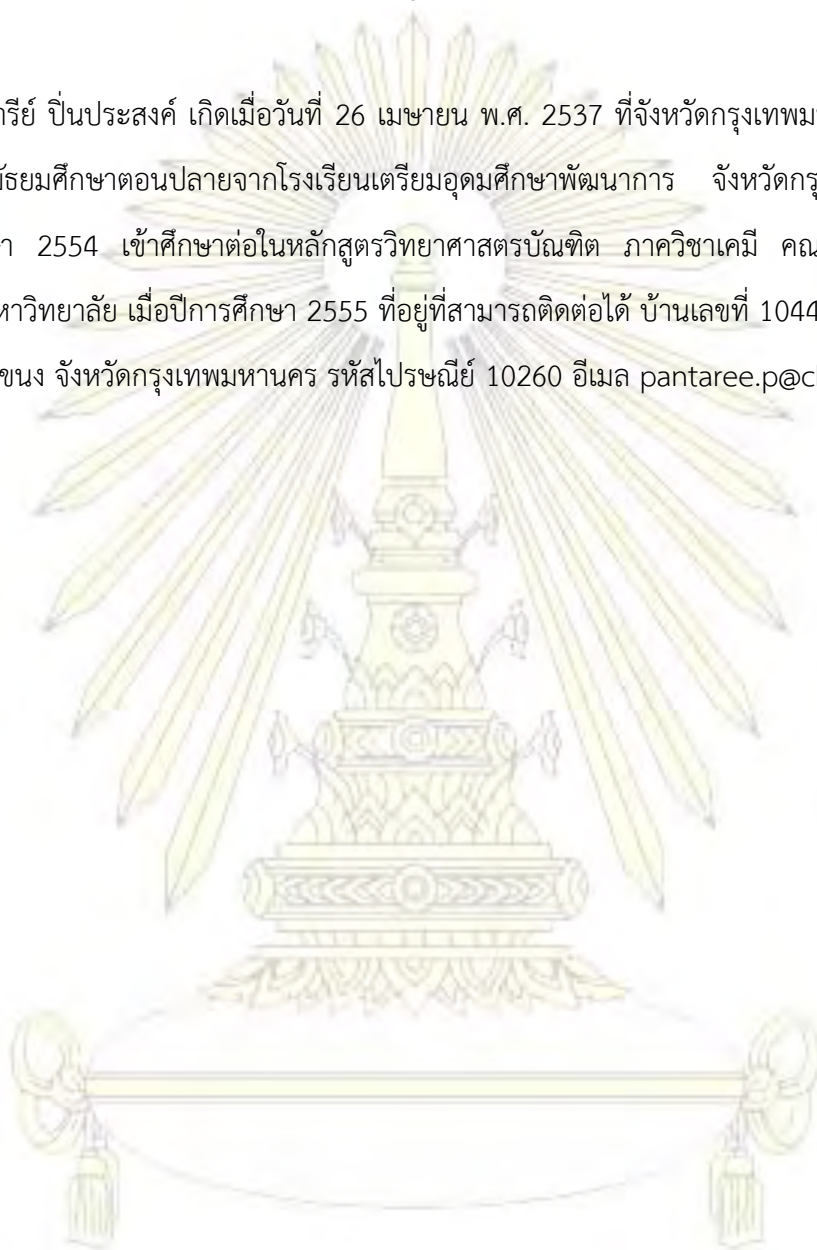 ปิ่นประสงค์ เกิดเมื่อวันที่ 26 เมษายน พ.ศ. 2537 ที่จังหวัดกรุงเทพม
มัธยมศึกษาตอนปลายจากโรงเรียนเตรียมอุดมศึกษาพัฒนาการ จังหวัดกรุ
2554 เข้าศึกษาต่อในหลักสูตรวิทยาศาสตรบัณฑิต ภาควิชาเคมี คณ
หาวิทยาลัย เมื่อปีการศึกษา 2555 ที่อยู่ที่สามารถติดต่อได้ บ้านเลขที่ 1044
ขนง จังหวัดกรุงเทพมหานคร รหัสไปรษณีย์ 10260 อีเมล pantaree.p@c